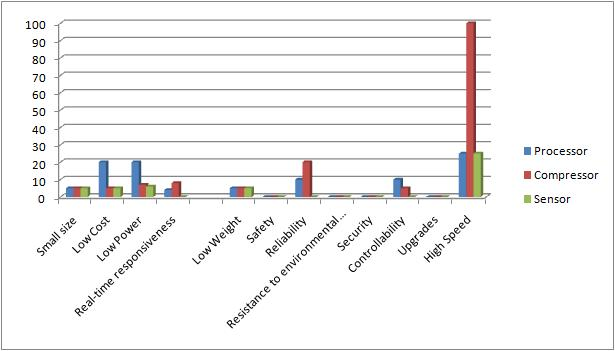 100
90
80
70
60
50
40
30
20
10
0
Small size
Low Cost
Low Power
Real-time responsiveness
Low Weight
Safety
Reliability
Resistance to environmental...
Security
Controllability
Upgrades
High Speed
Processor
Compressor
Sensor